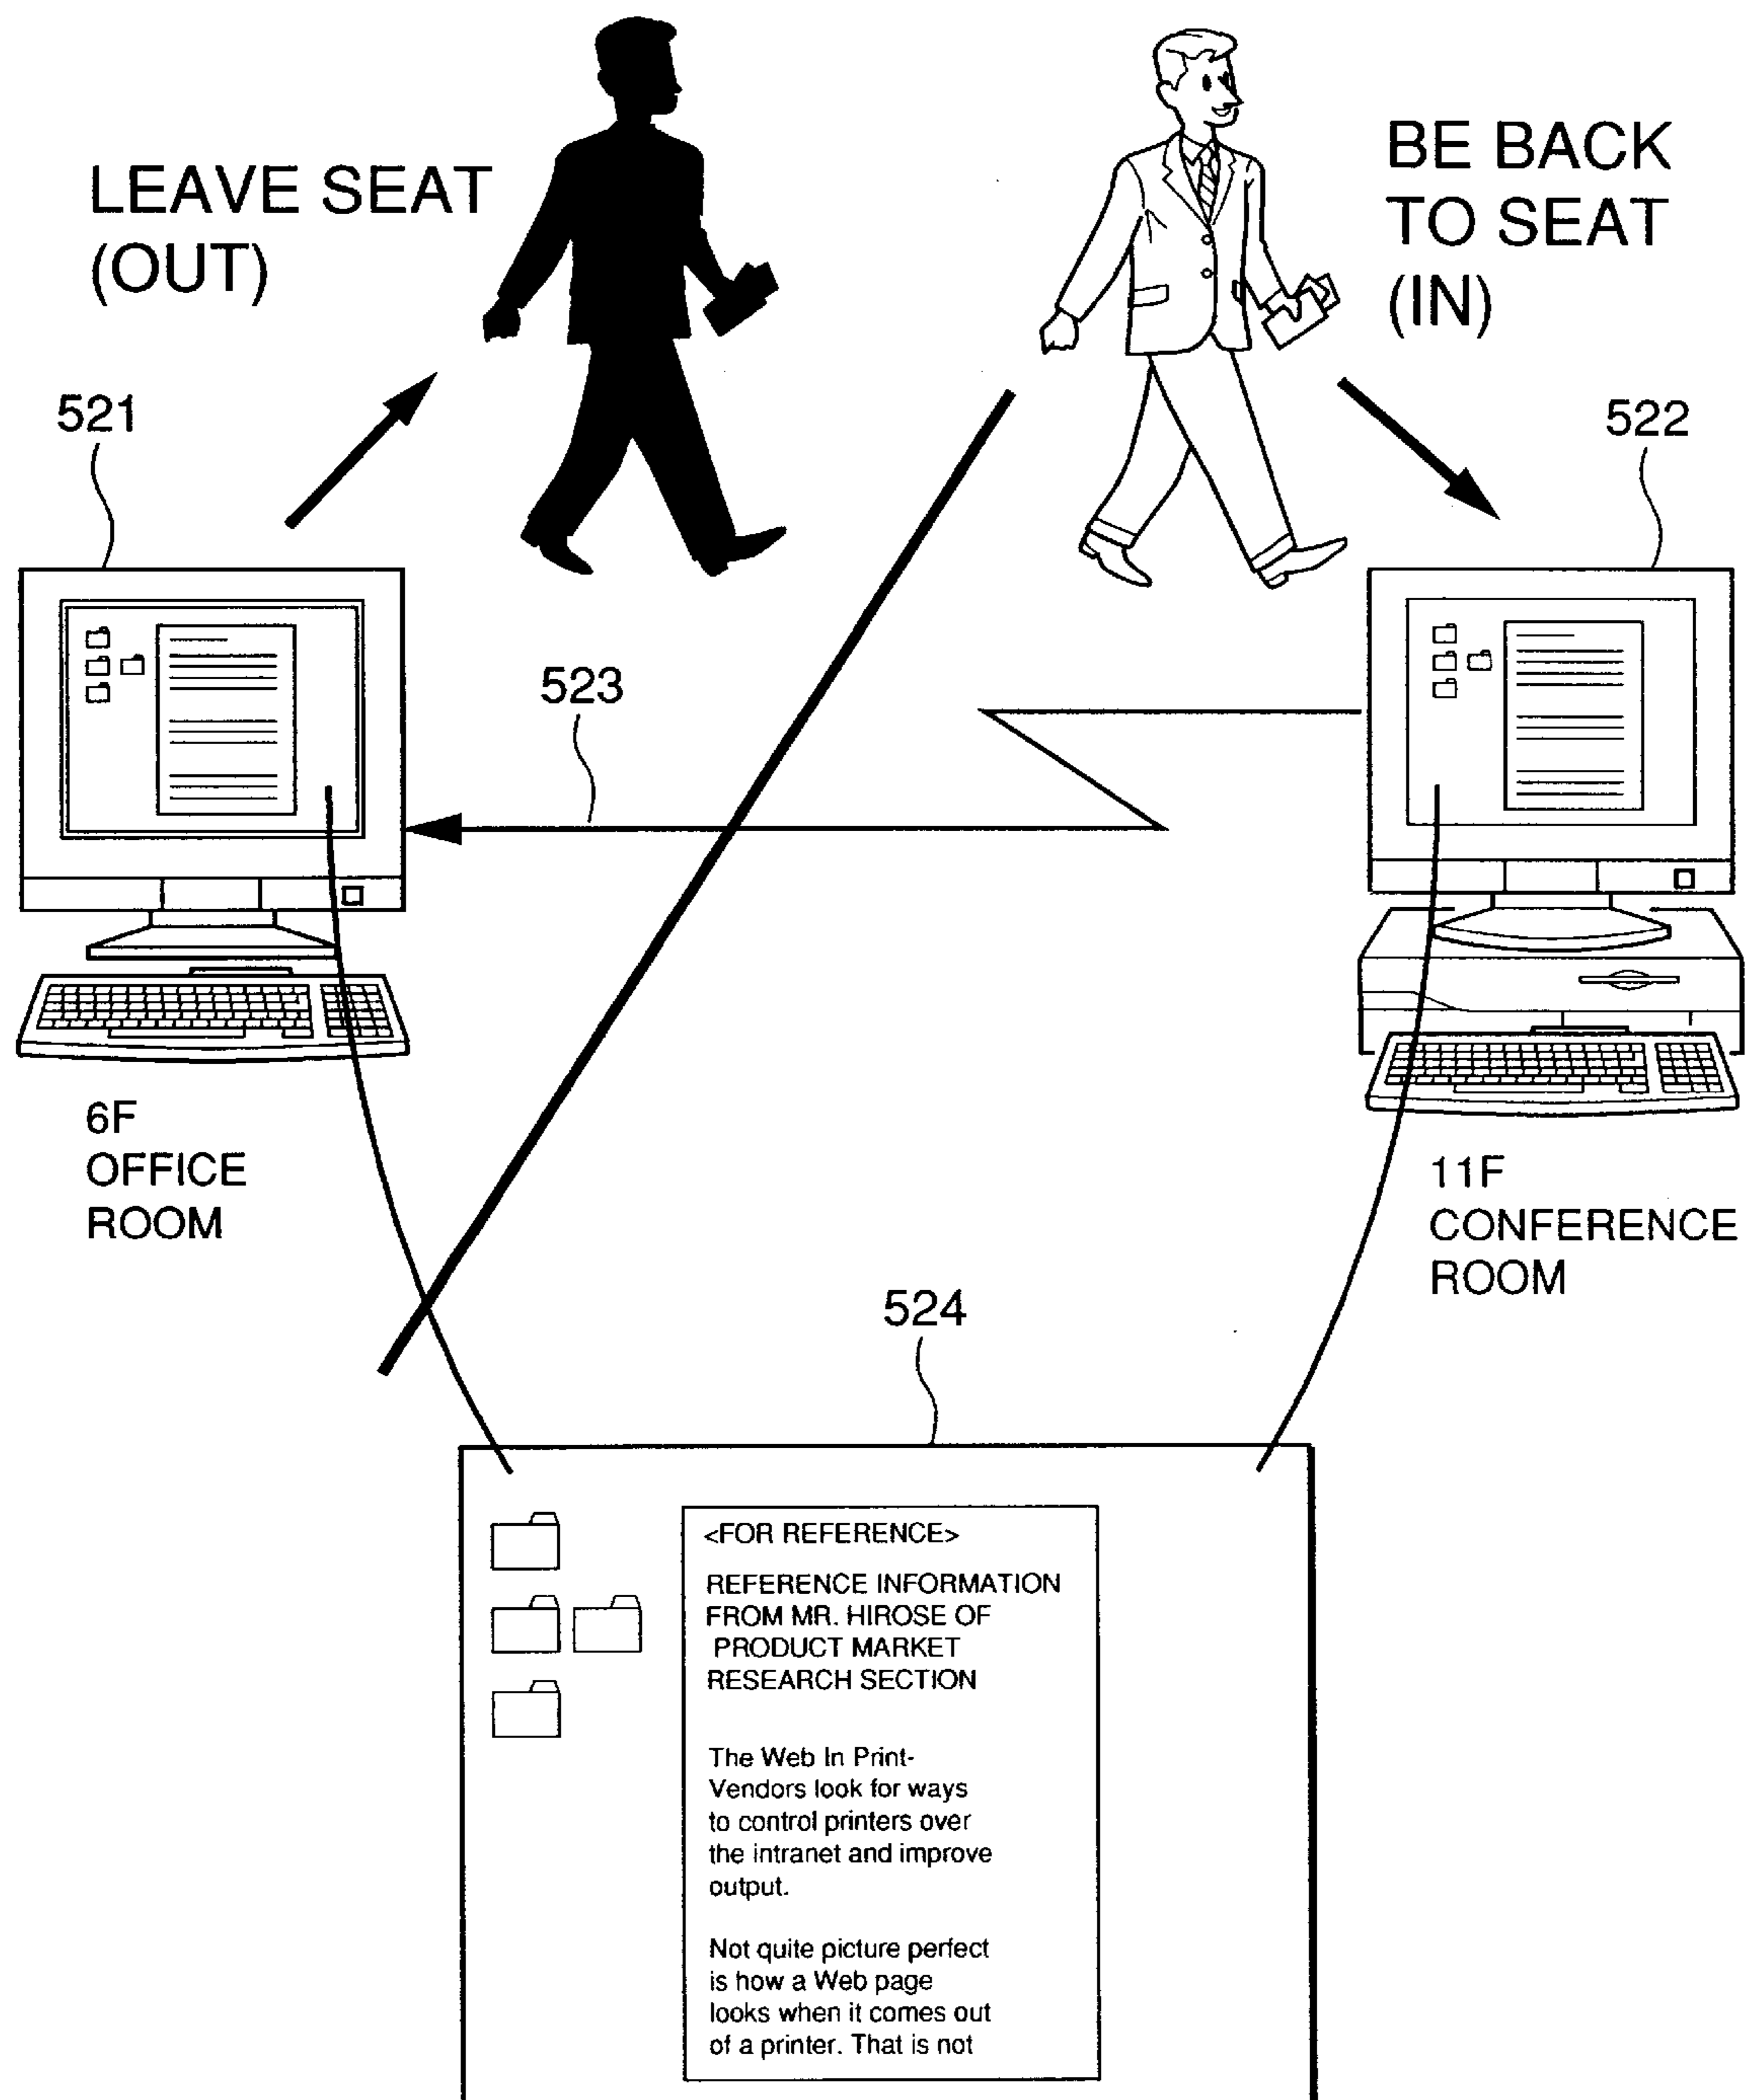 LEAVE SEAT
(OUT)
BE BACK
TO SEAT
(IN)
521
522
523
6F
OFFICE
ROOM
11F
CONFERENCE
ROOM
524
<FOR REFERENCE>
REFERENCE INFORMATION
FROM MR. HIROSE OF
PRODUCT MARKET
RESEARCH SECTION
The Web In Print-
Vendors look for ways
to control printers over
the intranet and improve
output.
Not quite picture perfect
is how a Web page
looks when it comes out
of a printer. That is not